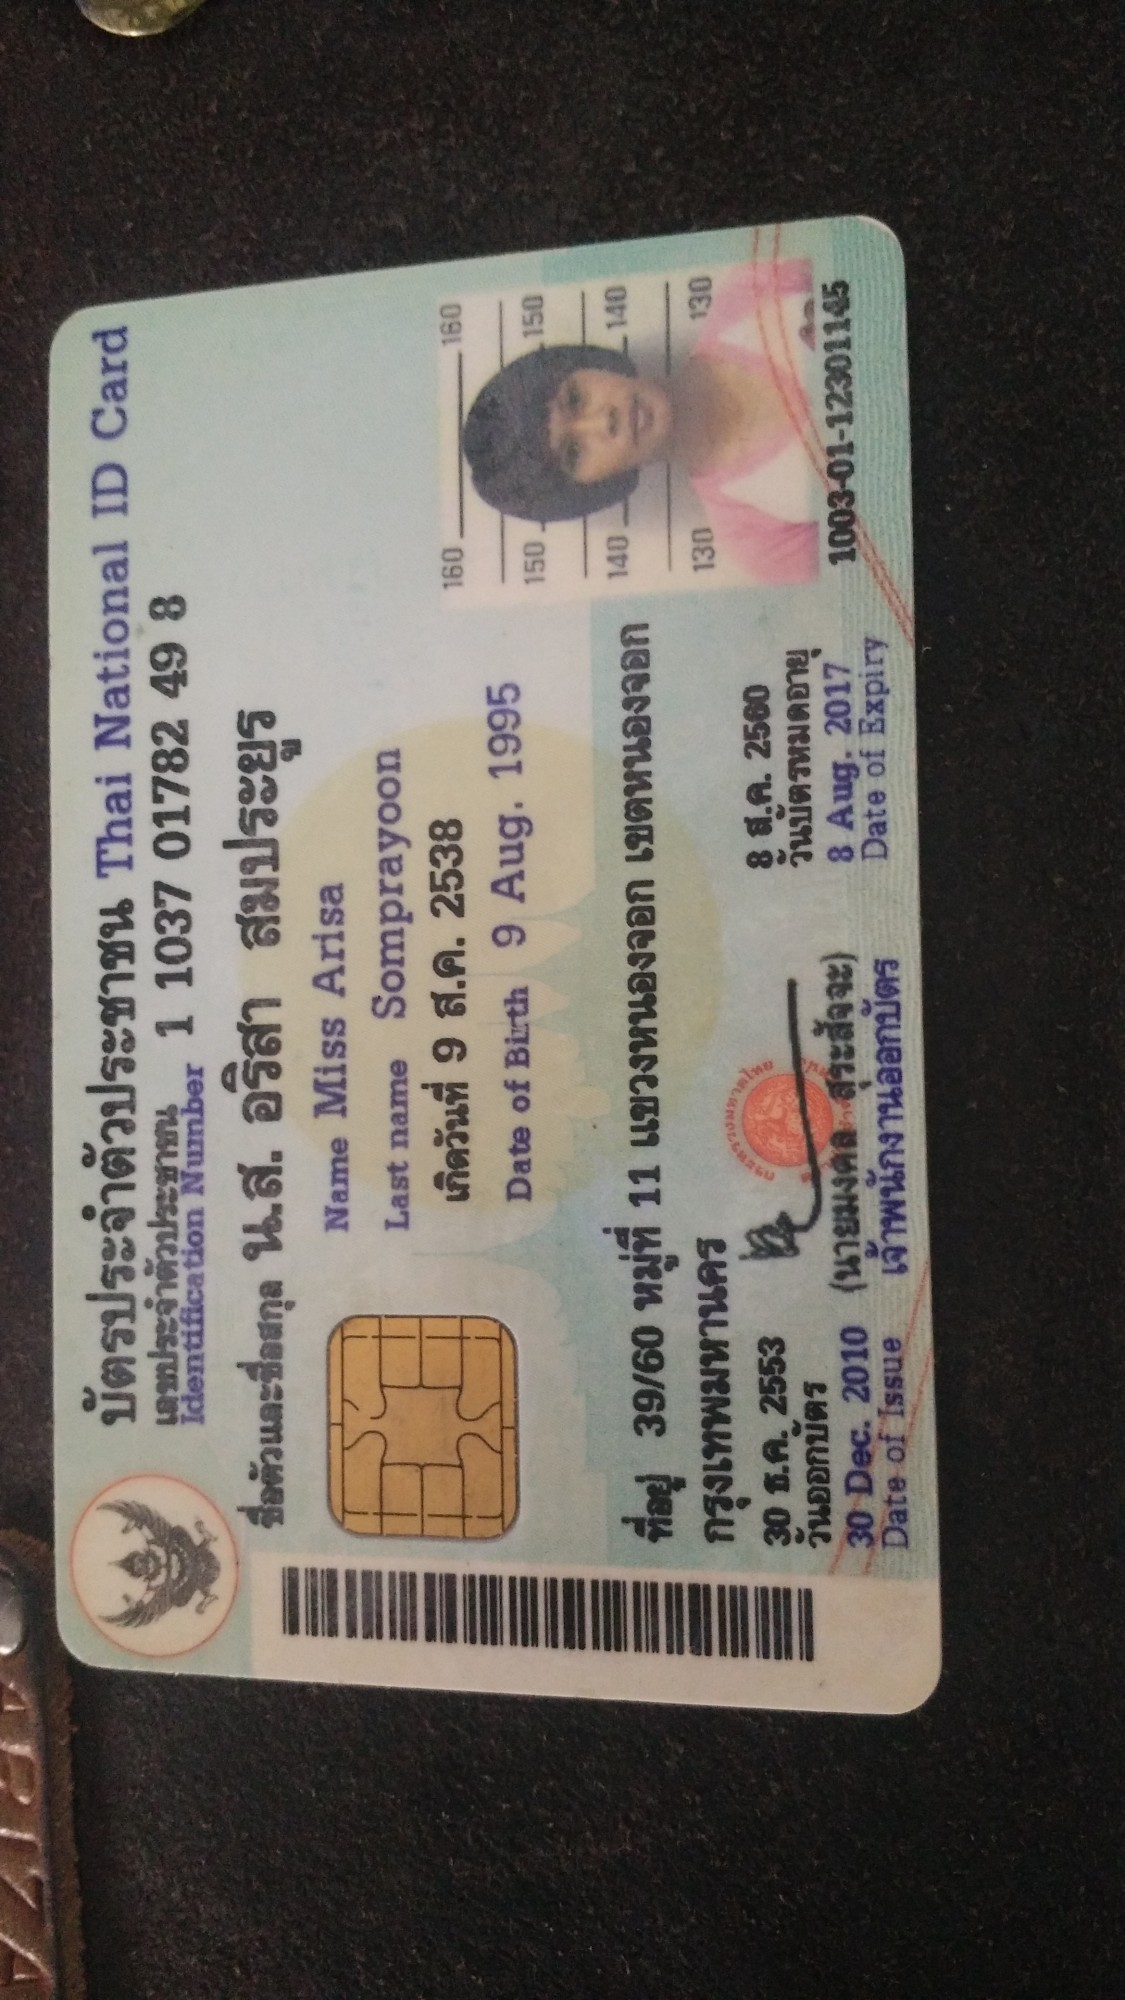 บัตรประจำตัวประชาชน Thai National ID Card
เลขประจำตัวประชาชน 1 1037 01782 49 8
Identification Number
ชื่อตัวและชื่อสกุล น.ส. อริสา สมประยูร
Name Miss Arisa
Last name Somprayoon
เกิดวันที่ 9 ส.ค. 2538
Date of Birth 9 Aug. 1995
160 160
150 150
140 140
130 130
ที่อยู่ 39/60 หมู่ที่ 11 แขวงหนองจอก เขตหนองจอก
กรุงเทพมหานคร
30 ธ.ค. 2553
วันออกบัตร
30 Dec. 2010
Date of Issue
(นายมงคล สุระสัจจะ)
เจ้าพนักงานออกบัตร
8 ส.ค. 2560
วันบัตรหมดอายุ
8 Aug. 2017
Date of Expiry
1003-01-12301145